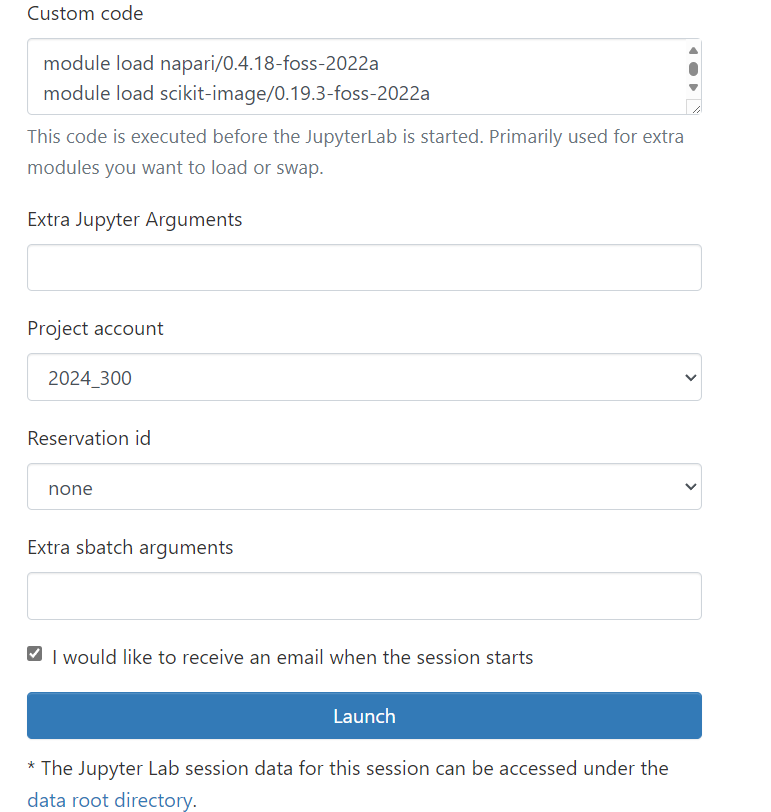 Custom code
module load napari/0.4.18-foss-2022a
module load scikit-image/0.19.3-foss-2022a
This code is executed before the JupyterLab is started. Primarily used for extra
modules you want to load or swap.
Extra Jupyter Arguments
Project account
2024_300
Reservation id
none
Extra sbatch arguments
I would like to receive an email when the session starts
Launch
* The Jupyter Lab session data for this session can be accessed under the
data root directory.